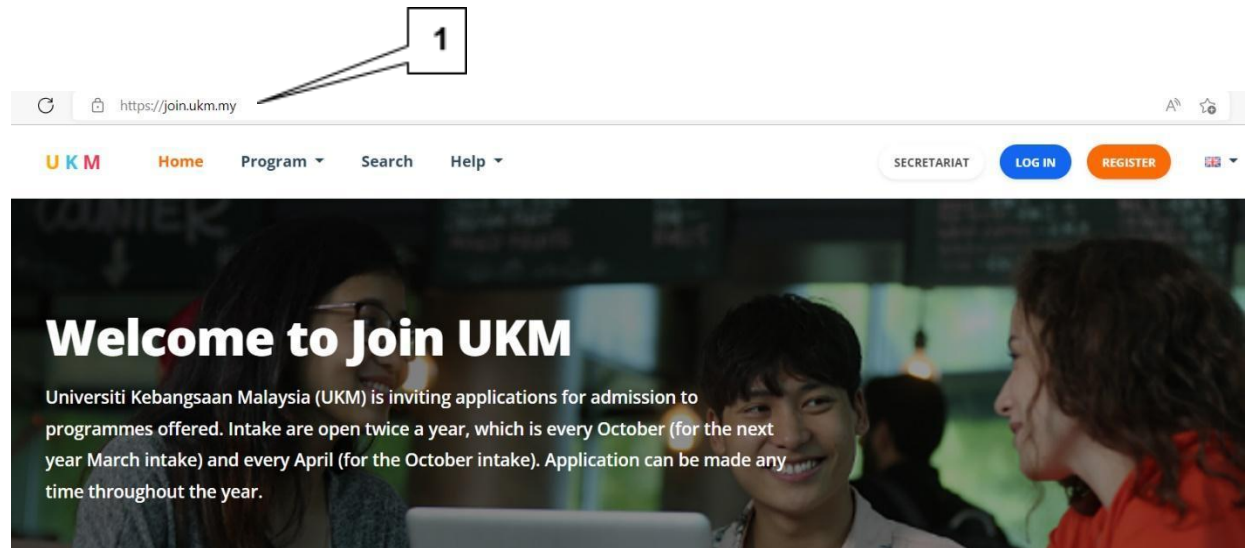 1
https://join.ukm.my
UKM Home Program Search Help SECRETARIAT LOG IN REGISTER
COUNTER
Welcome to Join UKM
Universiti Kebangsaan Malaysia (UKM) is inviting applications for admission to
programmes offered. Intake are open twice a year, which is every October (for the next
year March intake) and every April (for the October intake). Application can be made any
time throughout the year.